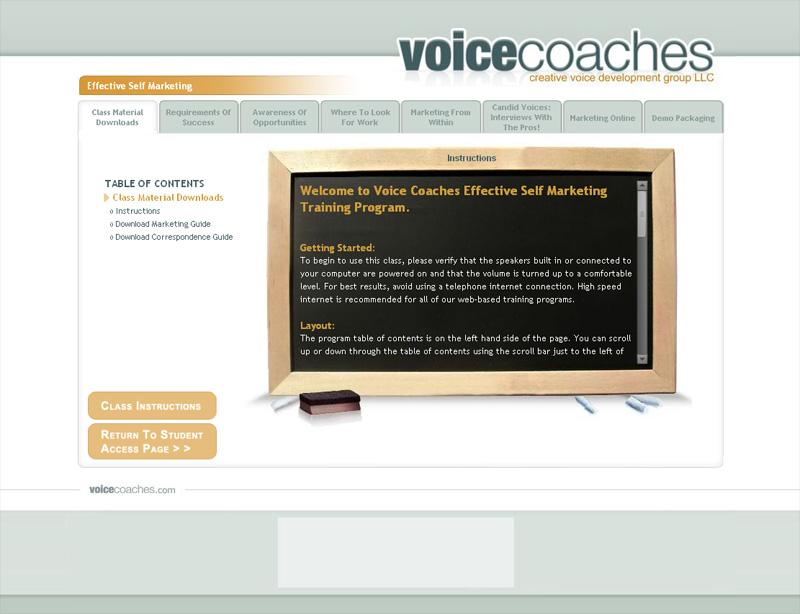 voicecoaches
creative voice development group LLC
Effective Self Marketing
Class Material
Downloads
Requirements Of
Success
Awareness Of
Opportunities
Where To Look
For Work
Marketing From
Within
Candid Voices:
Interviews With
The Pros!
Marketing Online
Demo Packaging
Instructions
TABLE OF CONTENTS
Class Material Downloads
Instructions
Download Marketing Guide
Download Correspondence Guide
Welcome to Voice Coaches Effective Self Marketing
Training Program.
Getting Started:
To begin to use this class, please verify that the speakers built in or connected to
your computer are powered on and that the volume is turned up to a comfortable
level. For best results, avoid using a telephone internet connection. High speed
internet is recommended for all of our web-based training programs.
Layout:
The program table of contents is on the left hand side of the page. You can scroll
up or down through the table of contents using the scroll bar just to the left of
Class Instructions
Return To Student
Access Page > >
voicecoaches.com